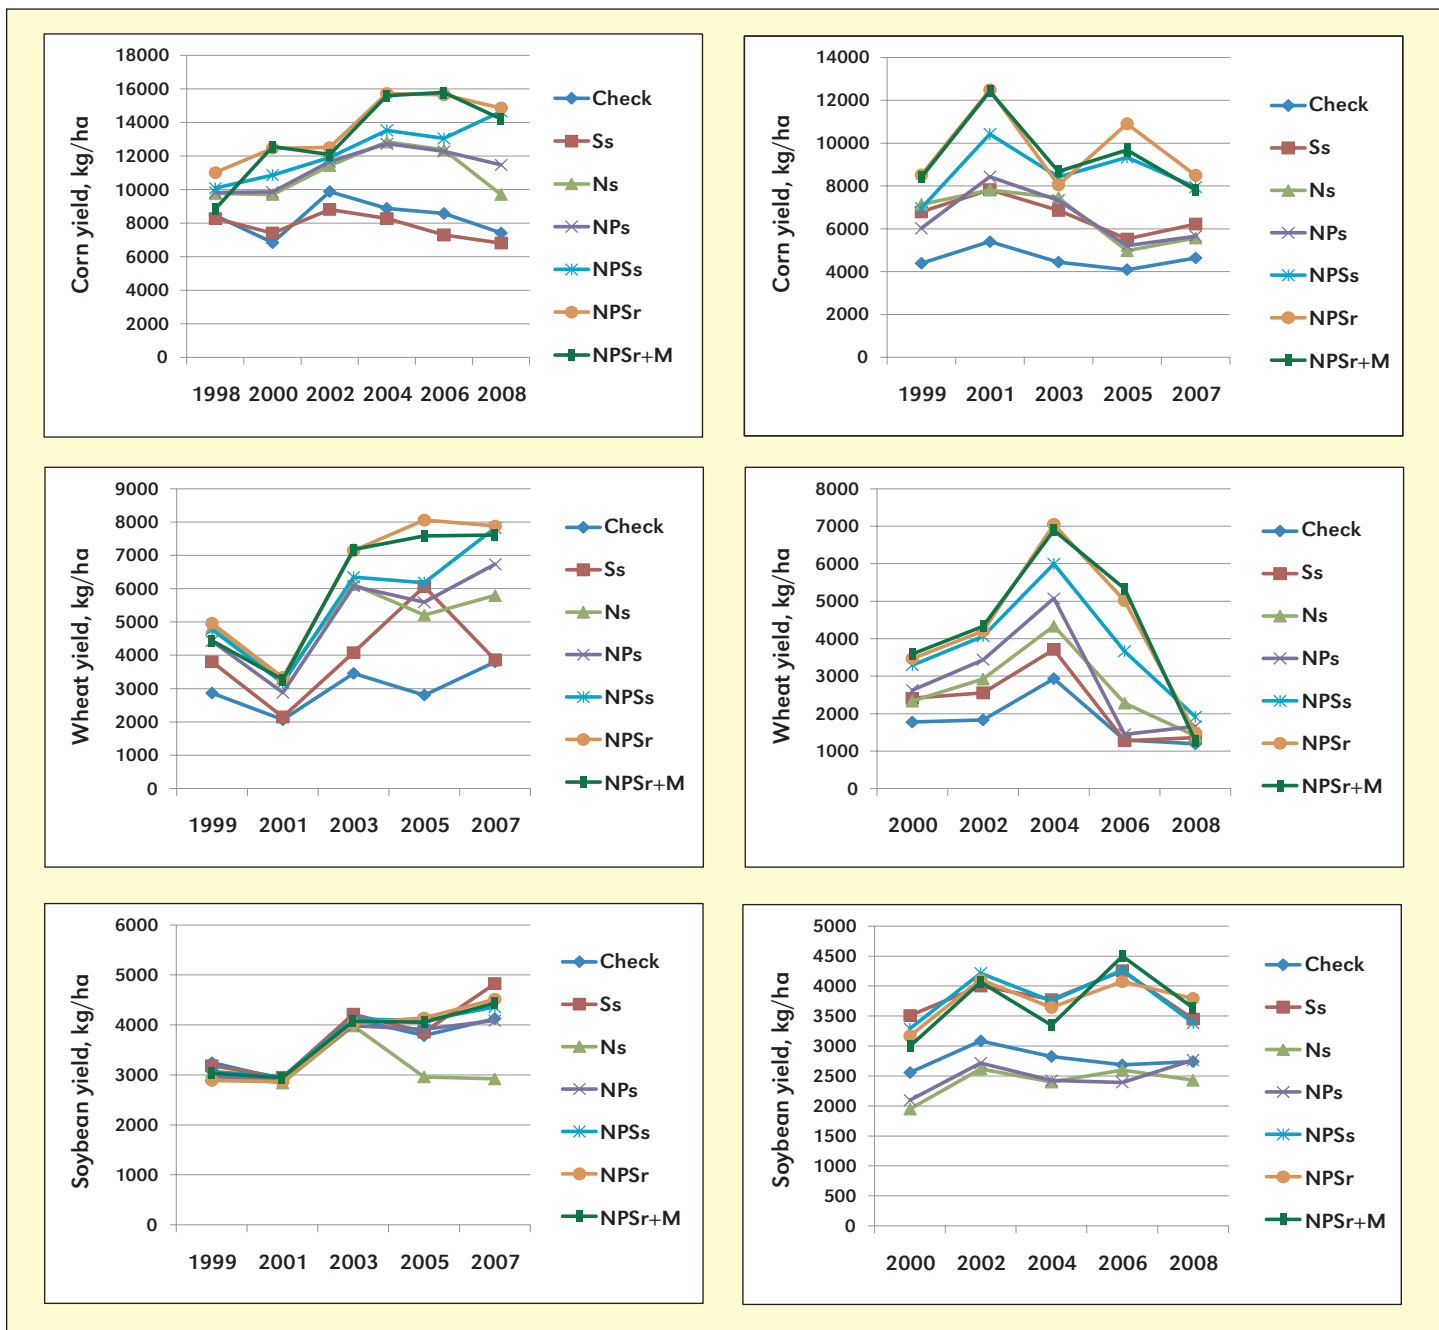 Corn yield, kg/ha
18000
16000
14000
12000
10000
8000
6000
4000
2000
0
1998 2000 2002 2004 2006 2008
Check
Ss
Ns
NPs
NPSs
NPSr
NPSr+M
Corn yield, kg/ha
14000
12000
10000
8000
6000
4000
2000
0
1999 2001 2003 2005 2007
Check
Ss
Ns
NPs
NPSs
NPSr
NPSr+M
Wheat yield, kg/ha
9000
8000
7000
6000
5000
4000
3000
2000
1000
0
1999 2001 2003 2005 2007
Check
Ss
Ns
NPs
NPSs
NPSr
NPSr+M
Wheat yield, kg/ha
8000
7000
6000
5000
4000
3000
2000
1000
0
2000 2002 2004 2006 2008
Check
Ss
Ns
NPs
NPSs
NPSr
NPSr+M
Soybean yield, kg/ha
6000
5000
4000
3000
2000
1000
0
1999 2001 2003 2005 2007
Check
Ss
Ns
NPs
NPSs
NPSr
NPSr+M
Soybean yield, kg/ha
5000
4500
4000
3500
3000
2500
2000
1500
1000
500
0
2000 2002 2004 2006 2008
Check
Ss
Ns
NPs
NPSs
NPSr
NPSr+M